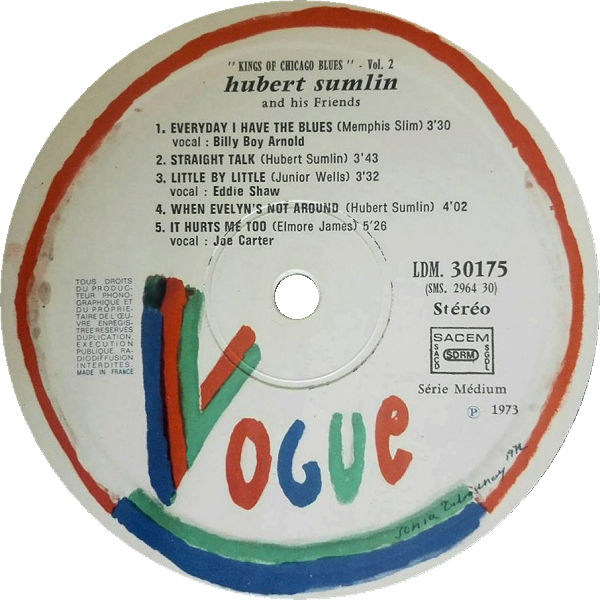 " KINGS OF CHICAGO BLUES " - Vol. 2
hubert sumlin
and his Friends
1. EVERYDAY I HAVE THE BLUES (Memphis Slim) 3'30
vocal : Billy Boy Arnold
2. STRAIGHT TALK (Hubert Sumlin) 3'43
3. LITTLE BY LITTLE (Junior Wells) 3'32
vocal : Eddie Shaw
4. WHEN EVELYN'S NOT AROUND (Hubert Sumlin) 4'02
5. IT HURTS ME TOO (Elmore James) 5'26
vocal : Joe Carter
LDM. 30175
(SMS. 2964 30)
Stéréo
SACEM
SACD
SDRM
SGDL
Série Médium
℗ 1973
TOUS DROITS
DU PRODUC-
TEUR PHONO-
GRAPHIQUE ET
DU PROPRIE-
TAIRE DE L'ŒU-
VRE ENREGIS-
TRÉE RESERVÉS
DUPLICATION,
EXECUTION
PUBLIQUE, RA-
DIODIFFUSION
INTERDITES.
MADE IN FRANCE
VOGUE
Sonia Delaunay